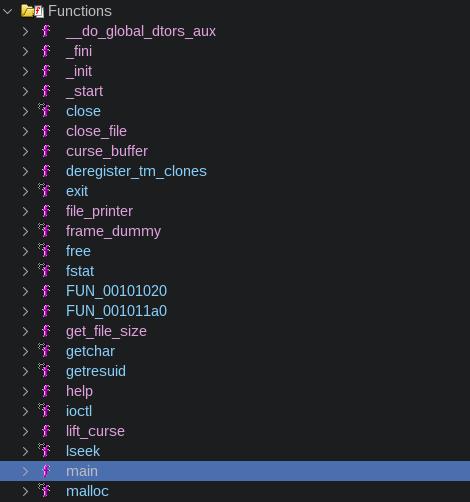 Functions
__do_global_dtors_aux
_fini
_init
_start
close
close_file
curse_buffer
deregister_tm_clones
exit
file_printer
frame_dummy
free
fstat
FUN_00101020
FUN_001011a0
get_file_size
getchar
getresuid
help
ioctl
lift_curse
lseek
main
malloc